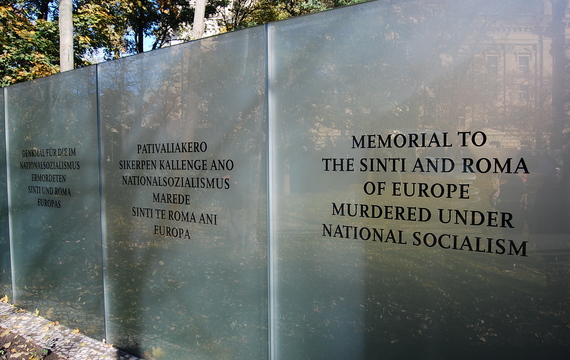 DENKMAL FÜR DIE IM
NATIONALSOZIALISMUS
ERMORDETEN
SINTI UND ROMA
EUROPAS
PATIVALIAKERO
SIKERPEN KALLENGE ANO
NATIONALSOZIALISMUS
MAREDE
SINTI TE ROMA ANI
EUROPA
MEMORIAL TO
THE SINTI AND ROMA
OF EUROPE
MURDERED UNDER
NATIONAL SOCIALISM